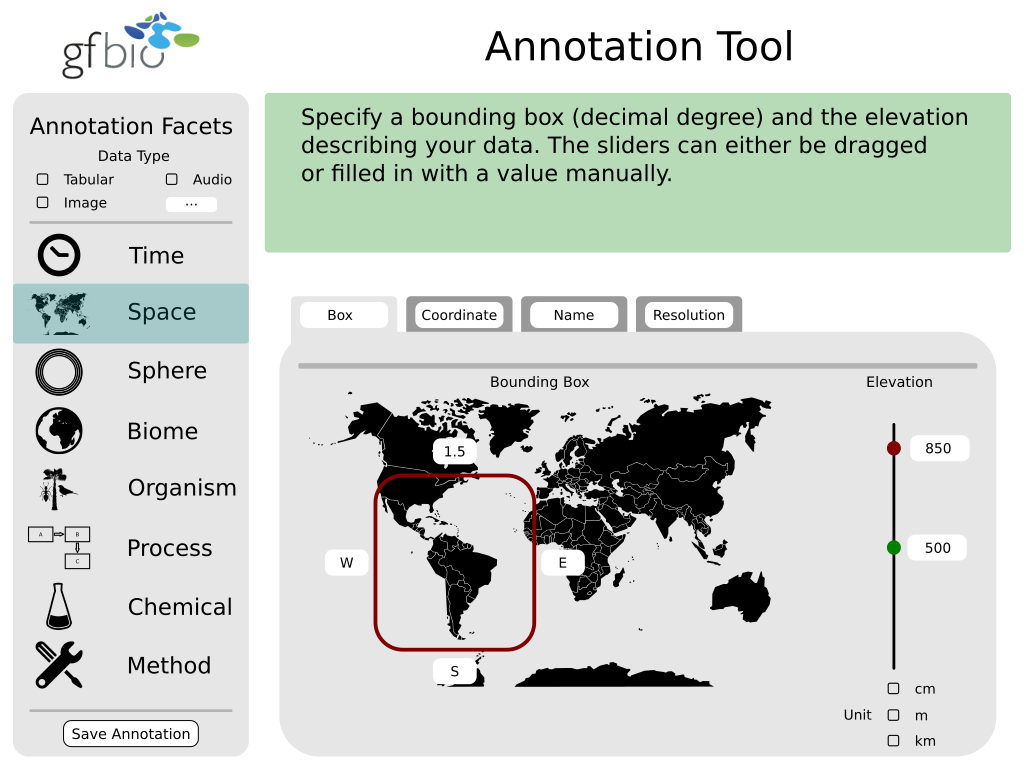 gfbio
Annotation Tool
Annotation Facets
Data Type
Tabular
Audio
Image
...
Time
Space
Sphere
Biome
Organism
A
B
C
Process
Chemical
Method
Save Annotation
Specify a bounding box (decimal degree) and the elevation
describing your data. The sliders can either be dragged
or filled in with a value manually.
Box
Coordinate
Name
Resolution
Bounding Box
Elevation
1.5
W
E
S
850
500
cm
Unit
m
km